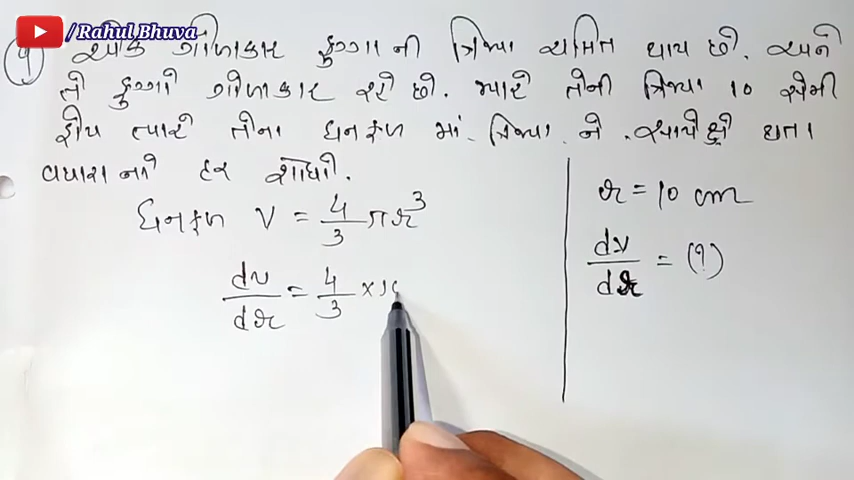 / Rahul Bhuva
(૧) એક ગોળાકાર ફુગ્ગાની ત્રિજ્યા ચલિત થાય છે. અને
તો ફુગ્ગો ગોળાકાર રહે છે. જ્યારે તેની ત્રિજ્યા 10 સેમી
હોય ત્યારે તેના ઘનફળ માં ત્રિજ્યા ને સાપેક્ષે થતા
વધારાનો દર શોધો.
ઘનફળ V = 4/3 πr³
dv/dr = 4/3 ×
r = 10 cm
dv/dr = (?)